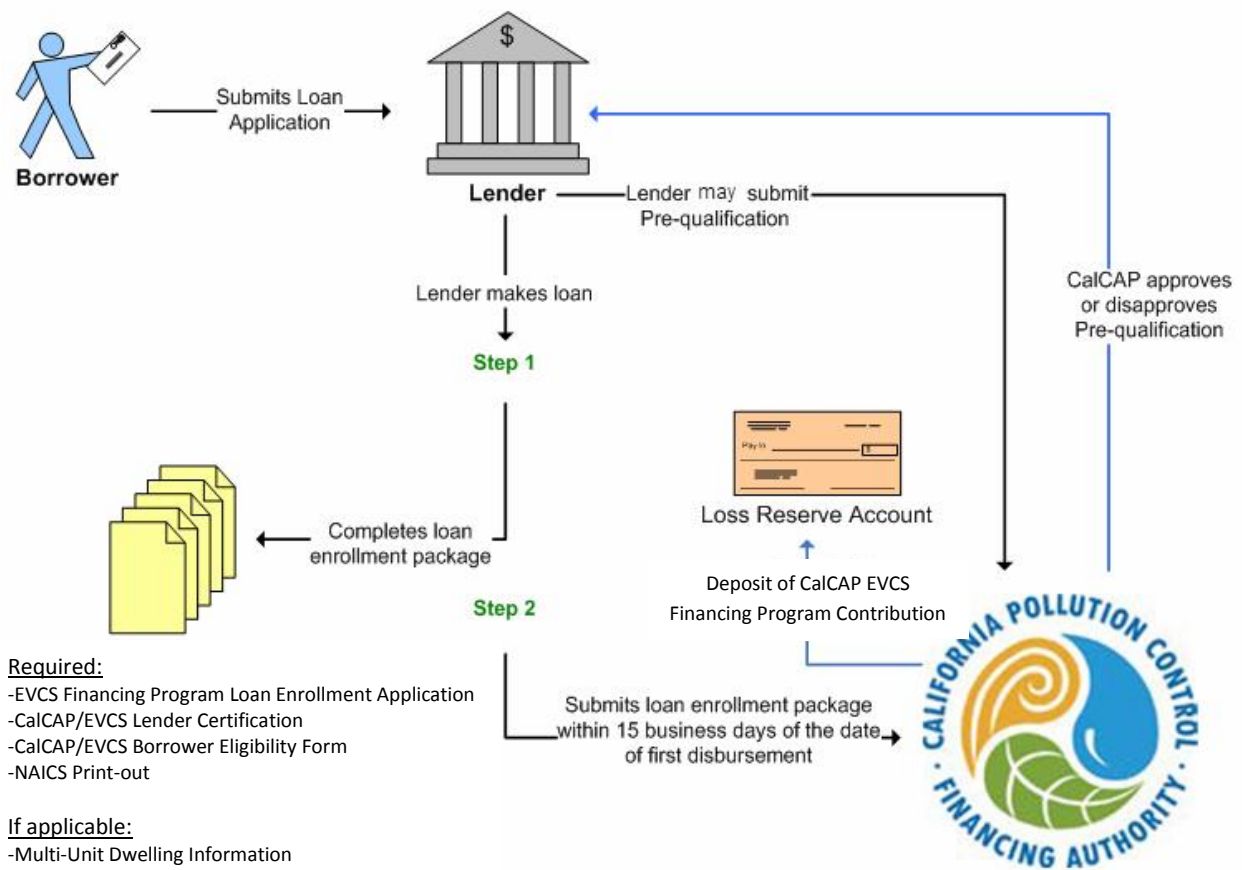 $
Submits Loan
Application
Borrower
Lender
Lender may submit
Pre-qualification
CalCAP approves
or disapproves
Pre-qualification
Lender makes loan
Step 1
Pay to
$
Loss Reserve Account
Completes loan
enrollment package
Deposit of CalCAP EVCS
Financing Program Contribution
Step 2
Required:
-EVCS Financing Program Loan Enrollment Application
-CalCAP/EVCS Lender Certification
-CalCAP/EVCS Borrower Eligibility Form
-NAICS Print-out
If applicable:
-Multi-Unit Dwelling Information
Submits loan enrollment package
within 15 business days of the date
of first disbursement
CALIFORNIA POLLUTION CONTROL
· FINANCING AUTHORITY ·